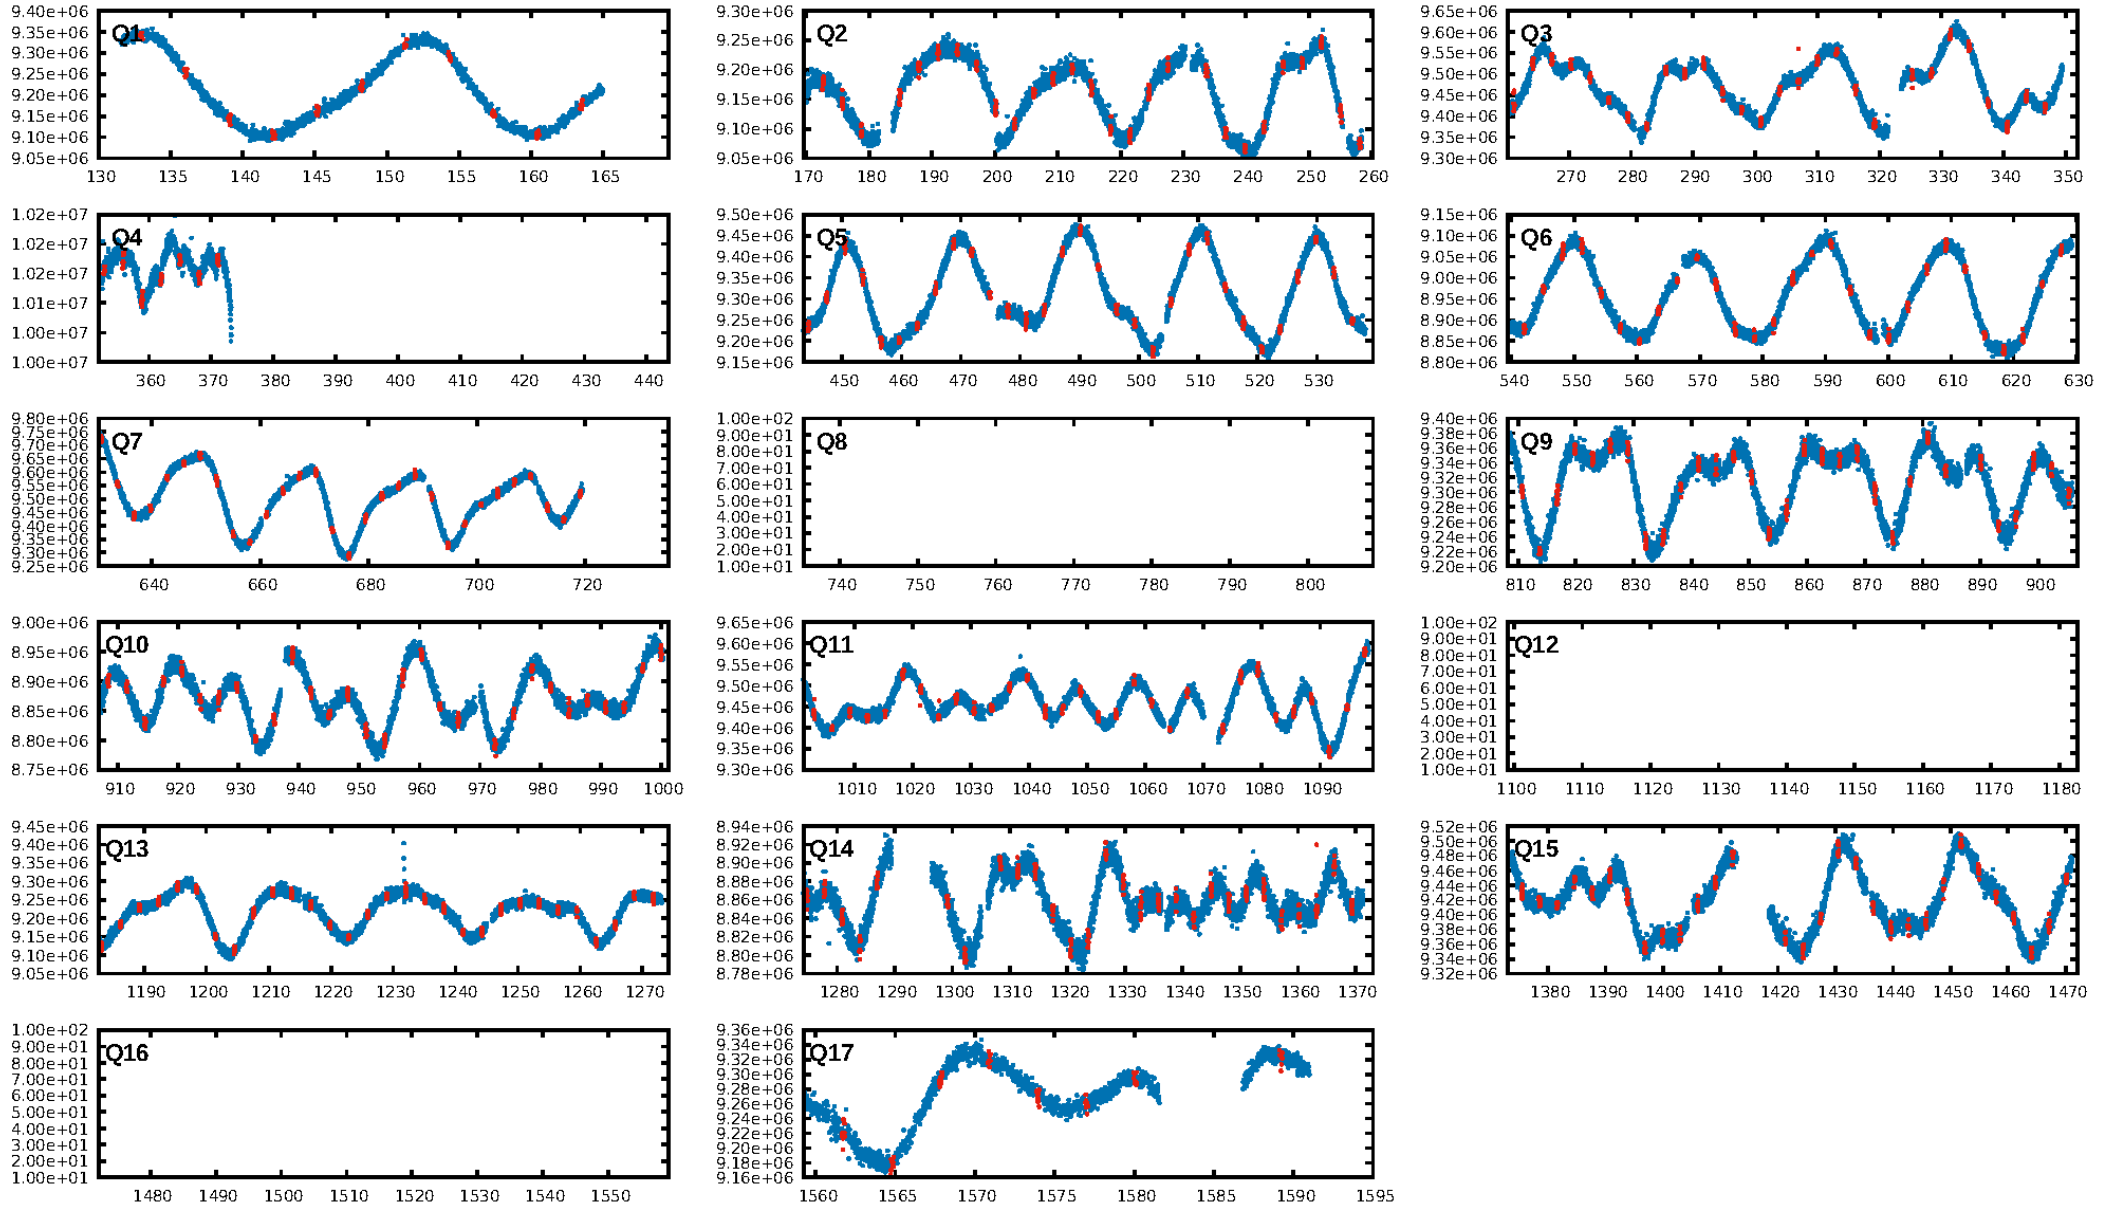 9.40e+06
9.35e+06
9.30e+06
9.25e+06
9.20e+06
9.15e+06
9.10e+06
9.05e+06
Q1
130 135 140 145 150 155 160 165
9.30e+06
9.25e+06
9.20e+06
9.15e+06
9.10e+06
9.05e+06
Q2
170 180 190 200 210 220 230 240 250 260
9.65e+06
9.60e+06
9.55e+06
9.50e+06
9.45e+06
9.40e+06
9.35e+06
9.30e+06
Q3
270 280 290 300 310 320 330 340 350
1.02e+07
1.02e+07
1.02e+07
1.01e+07
1.00e+07
1.00e+07
Q4
360 370 380 390 400 410 420 430 440
9.50e+06
9.45e+06
9.40e+06
9.35e+06
9.30e+06
9.25e+06
9.20e+06
9.15e+06
Q5
450 460 470 480 490 500 510 520 530
9.15e+06
9.10e+06
9.05e+06
9.00e+06
8.95e+06
8.90e+06
8.85e+06
8.80e+06
Q6
540 550 560 570 580 590 600 610 620 630
9.80e+06
9.75e+06
9.70e+06
9.65e+06
9.60e+06
9.55e+06
9.50e+06
9.45e+06
9.40e+06
9.35e+06
9.30e+06
9.25e+06
Q7
640 660 680 700 720
1.00e+02
9.00e+01
8.00e+01
7.00e+01
6.00e+01
5.00e+01
4.00e+01
3.00e+01
2.00e+01
1.00e+01
Q8
740 750 760 770 780 790 800
9.40e+06
9.38e+06
9.36e+06
9.34e+06
9.32e+06
9.30e+06
9.28e+06
9.26e+06
9.24e+06
9.22e+06
9.20e+06
Q9
810 820 830 840 850 860 870 880 890 900
9.00e+06
8.95e+06
8.90e+06
8.85e+06
8.80e+06
8.75e+06
Q10
910 920 930 940 950 960 970 980 990 1000
9.65e+06
9.60e+06
9.55e+06
9.50e+06
9.45e+06
9.40e+06
9.35e+06
9.30e+06
Q11
1010 1020 1030 1040 1050 1060 1070 1080 1090
1.00e+02
9.00e+01
8.00e+01
7.00e+01
6.00e+01
5.00e+01
4.00e+01
3.00e+01
2.00e+01
1.00e+01
Q12
1100 1110 1120 1130 1140 1150 1160 1170 1180
9.45e+06
9.40e+06
9.35e+06
9.30e+06
9.25e+06
9.20e+06
9.15e+06
9.10e+06
9.05e+06
Q13
1190 1200 1210 1220 1230 1240 1250 1260 1270
8.94e+06
8.92e+06
8.90e+06
8.88e+06
8.86e+06
8.84e+06
8.82e+06
8.80e+06
8.78e+06
Q14
1280 1290 1300 1310 1320 1330 1340 1350 1360 1370
9.52e+06
9.50e+06
9.48e+06
9.46e+06
9.44e+06
9.42e+06
9.40e+06
9.38e+06
9.36e+06
9.34e+06
9.32e+06
Q15
1380 1390 1400 1410 1420 1430 1440 1450 1460 1470
1.00e+02
9.00e+01
8.00e+01
7.00e+01
6.00e+01
5.00e+01
4.00e+01
3.00e+01
2.00e+01
1.00e+01
Q16
1480 1490 1500 1510 1520 1530 1540 1550
9.36e+06
9.34e+06
9.32e+06
9.30e+06
9.28e+06
9.26e+06
9.24e+06
9.22e+06
9.20e+06
9.18e+06
9.16e+06
Q17
1560 1565 1570 1575 1580 1585 1590 1595